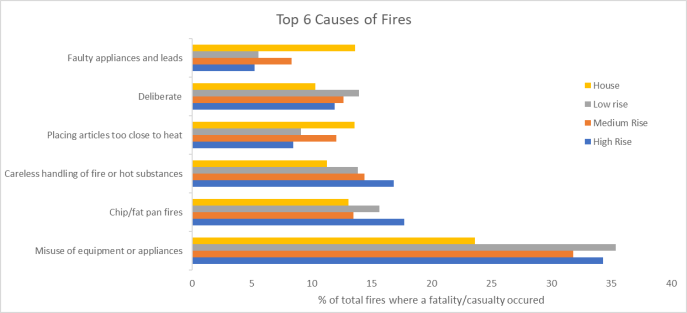 Top 6 Causes of Fires
Faulty appliances and leads
Deliberate
Placing articles too close to heat
Careless handling of fire or hot substances
Chip/fat pan fires
Misuse of equipment or appliances
House
Low rise
Medium Rise
High Rise
0 5 10 15 20 25 30 35 40
% of total fires where a fatality/casualty occured